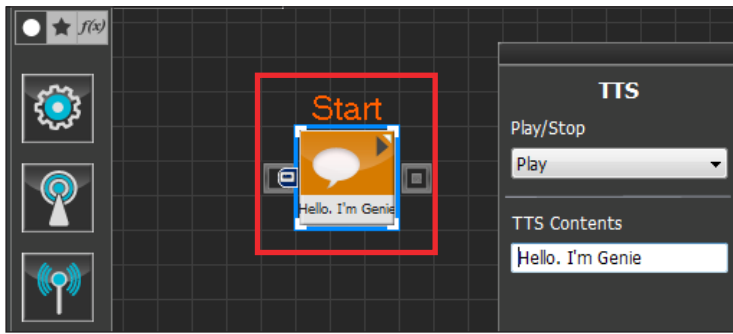 f(x)
Start
Hello. I'm Genie
TTS
Play/Stop
Play
TTS Contents
Hello. I'm Genie